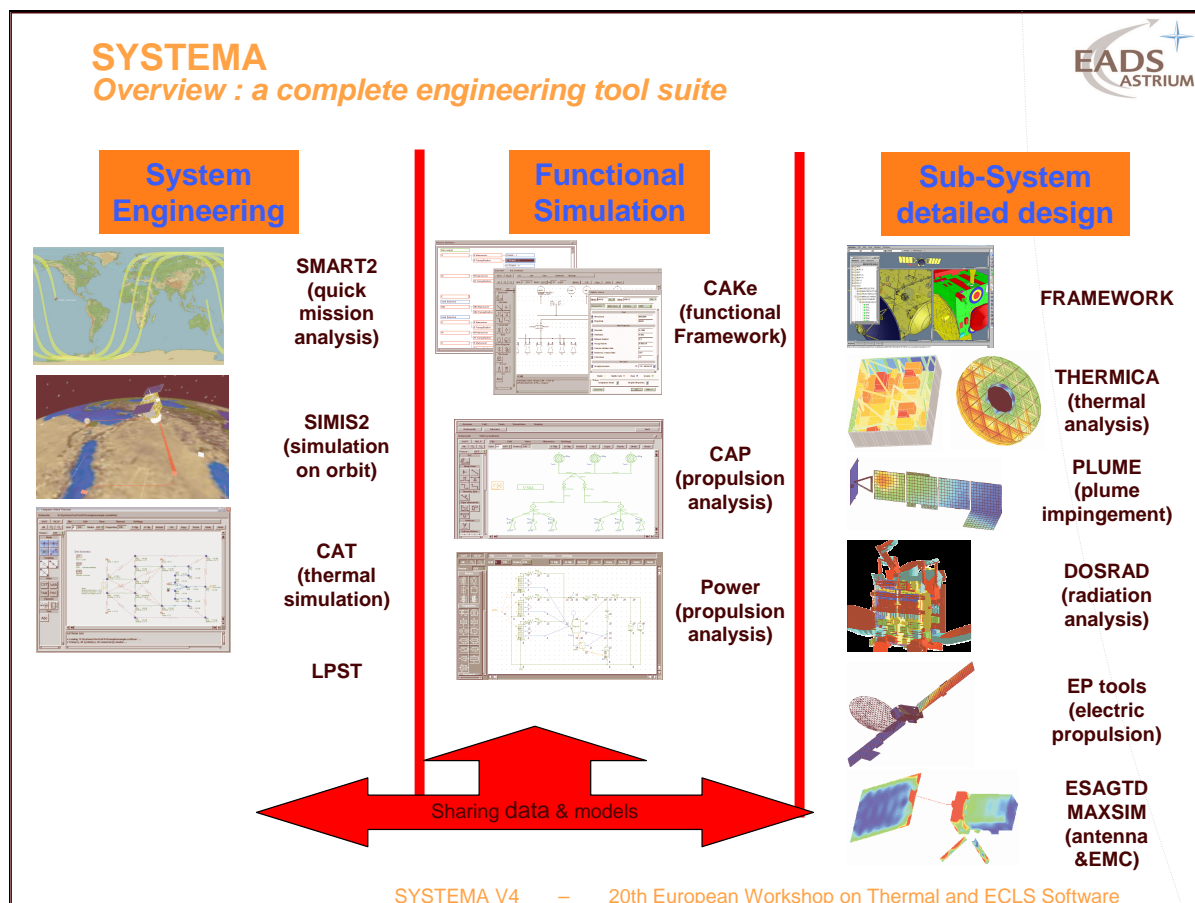 SYSTEMA
Overview : a complete engineering tool suite
EADS
ASTRIUM
System
Engineering
SMART2
(quick
mission
analysis)
SIMIS2
(simulation
on orbit)
CAT
(thermal
simulation)
LPST
Functional
Simulation
CAKe
(functional
Framework)
CAP
(propulsion
analysis)
Power
(propulsion
analysis)
Sub-System
detailed design
FRAMEWORK
THERMICA
(thermal
analysis)
PLUME
(plume
impingement)
DOSRAD
(radiation
analysis)
EP tools
(electric
propulsion)
ESAGTD
MAXSIM
(antenna
&EMC)
Sharing data & models
SYSTEMA V4 – 20th European Workshop on Thermal and ECLS Software